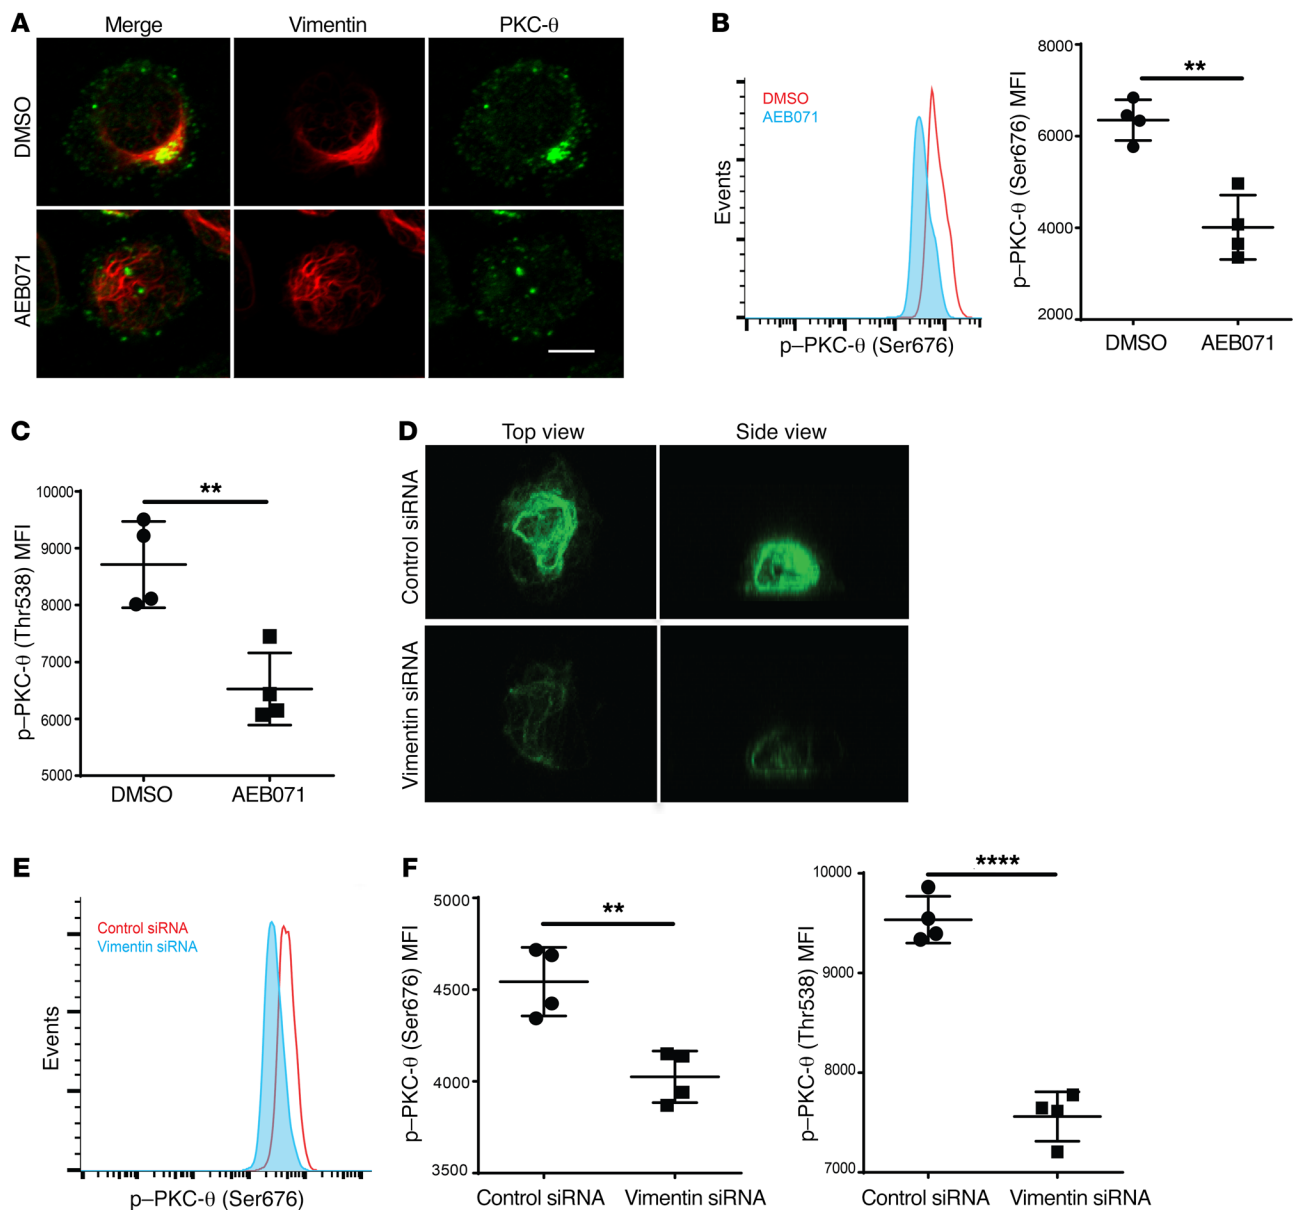 A
Merge
Vimentin
PKC-θ
DMSO
AEB071
B
DMSO
AEB071
Events
p–PKC-θ (Ser676)
p–PKC-θ (Ser676) MFI
8000
6000
4000
2000
**
DMSO
AEB071
C
p–PKC-θ (Thr538) MFI
10000
9000
8000
7000
6000
5000
**
DMSO
AEB071
D
Top view
Side view
Control siRNA
Vimentin siRNA
E
Control siRNA
Vimentin siRNA
Events
p–PKC-θ (Ser676)
F
p–PKC-θ (Ser676) MFI
5000
4500
4000
3500
**
Control siRNA
Vimentin siRNA
p–PKC-θ (Thr538) MFI
10000
9000
8000
7000
****
Control siRNA
Vimentin siRNA